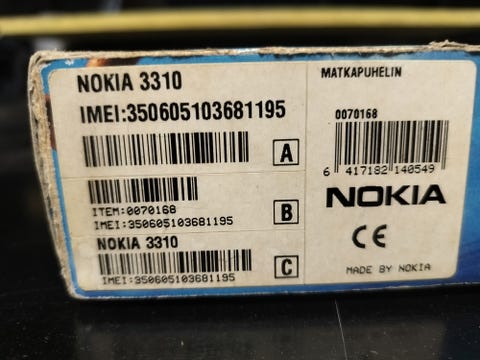 NOKIA 3310
IMEI:350605103681195
A
ITEM:0070168
IMEI:350605103681195
B
NOKIA 3310
IMEI:350605103681195
C
MATKAPUHELIN
0070168
6 417182 140549
NOKIA
CE
MADE BY NOKIA